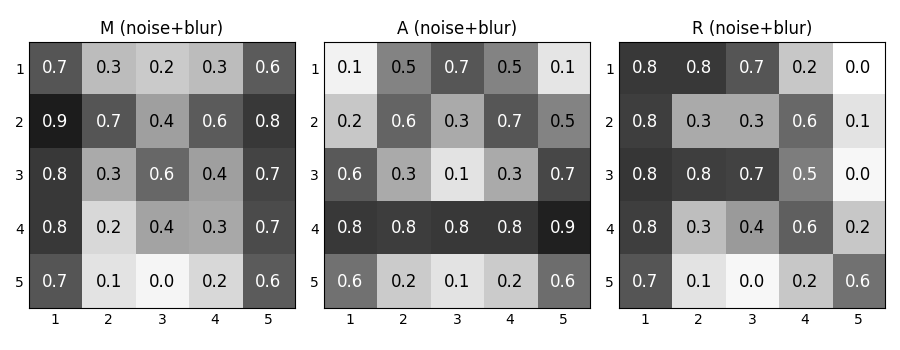 M (noise+blur) A (noise+blur) R (noise+blur)
1 0.7 0.3 0.2 0.3 0.6 1 0.1 0.5 0.7 0.5 0.1 1 0.8 0.8 0.7 0.2 0.0
2 0.9 0.7 0.4 0.6 0.8 2 0.2 0.6 0.3 0.7 0.5 2 0.8 0.3 0.3 0.6 0.1
3 0.8 0.3 0.6 0.4 0.7 3 0.6 0.3 0.1 0.3 0.7 3 0.8 0.8 0.7 0.5 0.0
4 0.8 0.2 0.4 0.3 0.7 4 0.8 0.8 0.8 0.8 0.9 4 0.8 0.3 0.4 0.6 0.2
5 0.7 0.1 0.0 0.2 0.6 5 0.6 0.2 0.1 0.2 0.6 5 0.7 0.1 0.0 0.2 0.6
1 2 3 4 5 1 2 3 4 5 1 2 3 4 5